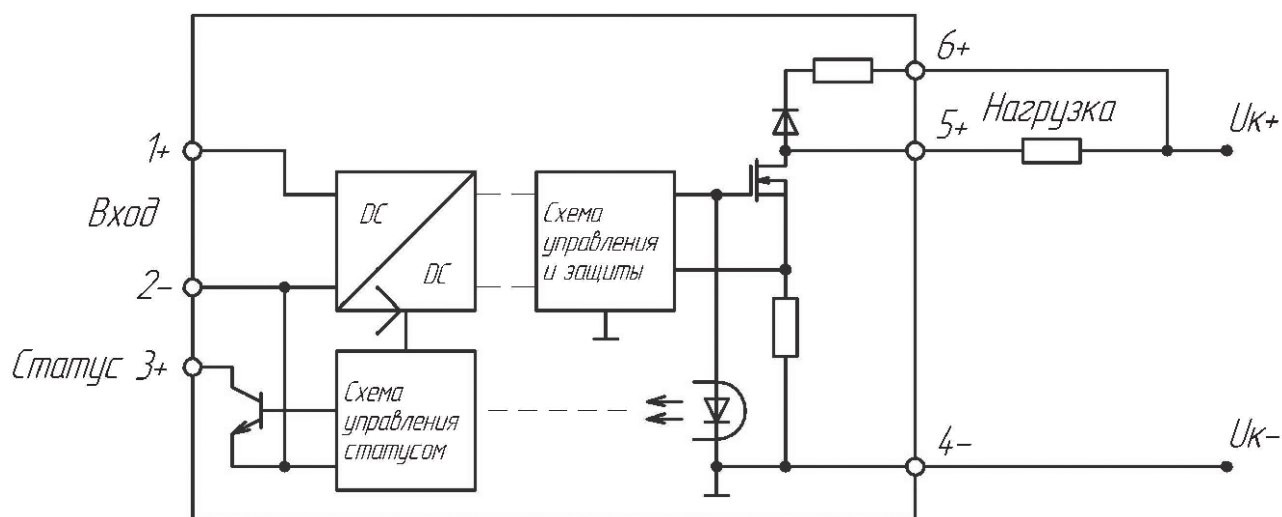 6+
Нагрузка
5+
Uк+
1+
Вход
DC
DC
Схема
управления
и защиты
2-
Статус 3+
Схема
управления
статусом
4-
Uк-